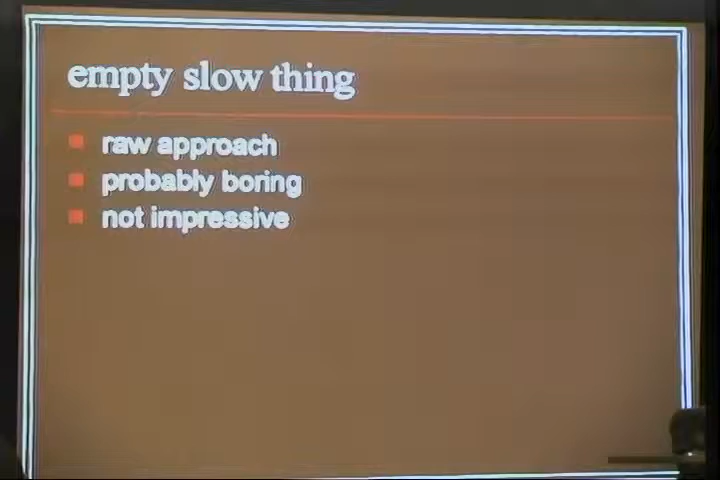 empty slow thing
raw approach
probably boring
not impressive